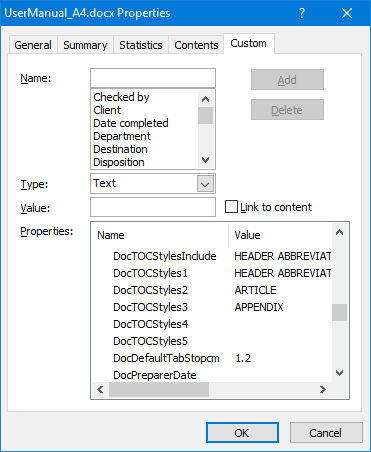 UserManual_A4.docx Properties
General Summary Statistics Contents Custom
Name:
Add
Checked by
Client
Date completed
Department
Destination
Disposition
Delete
Type: Text
Value: Link to content
Properties:
Name Value
DocTOCStylesInclude HEADER ABBREVIAT
DocTOCStyles1 HEADER ABBREVIAT
DocTOCStyles2 ARTICLE
DocTOCStyles3 APPENDIX
DocTOCStyles4
DocTOCStyles5
DocDefaultTabStopcm 1.2
DocPreparerDate
OK Cancel